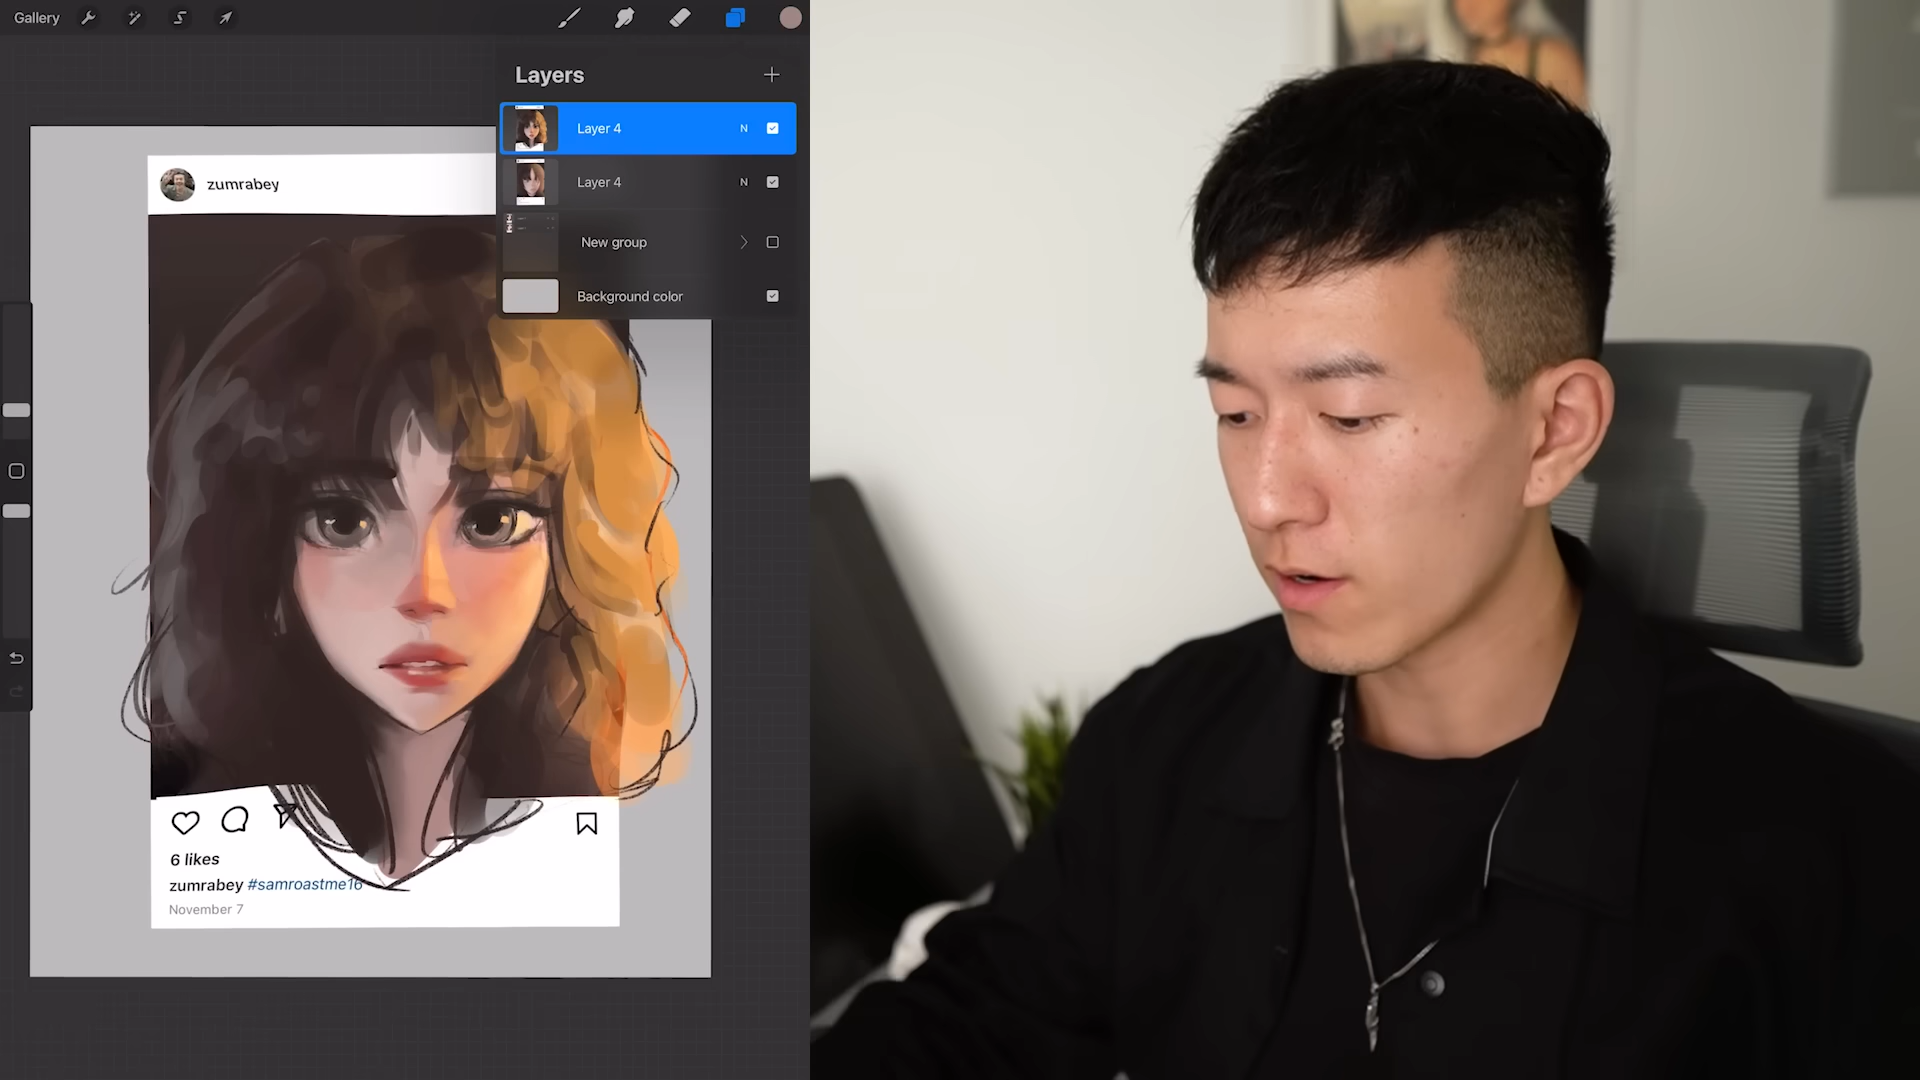 Gallery
Layers
Layer 4 N
Layer 4 N
New group
Background color
zumrabey
6 likes
zumrabey #samroastme16
November 7